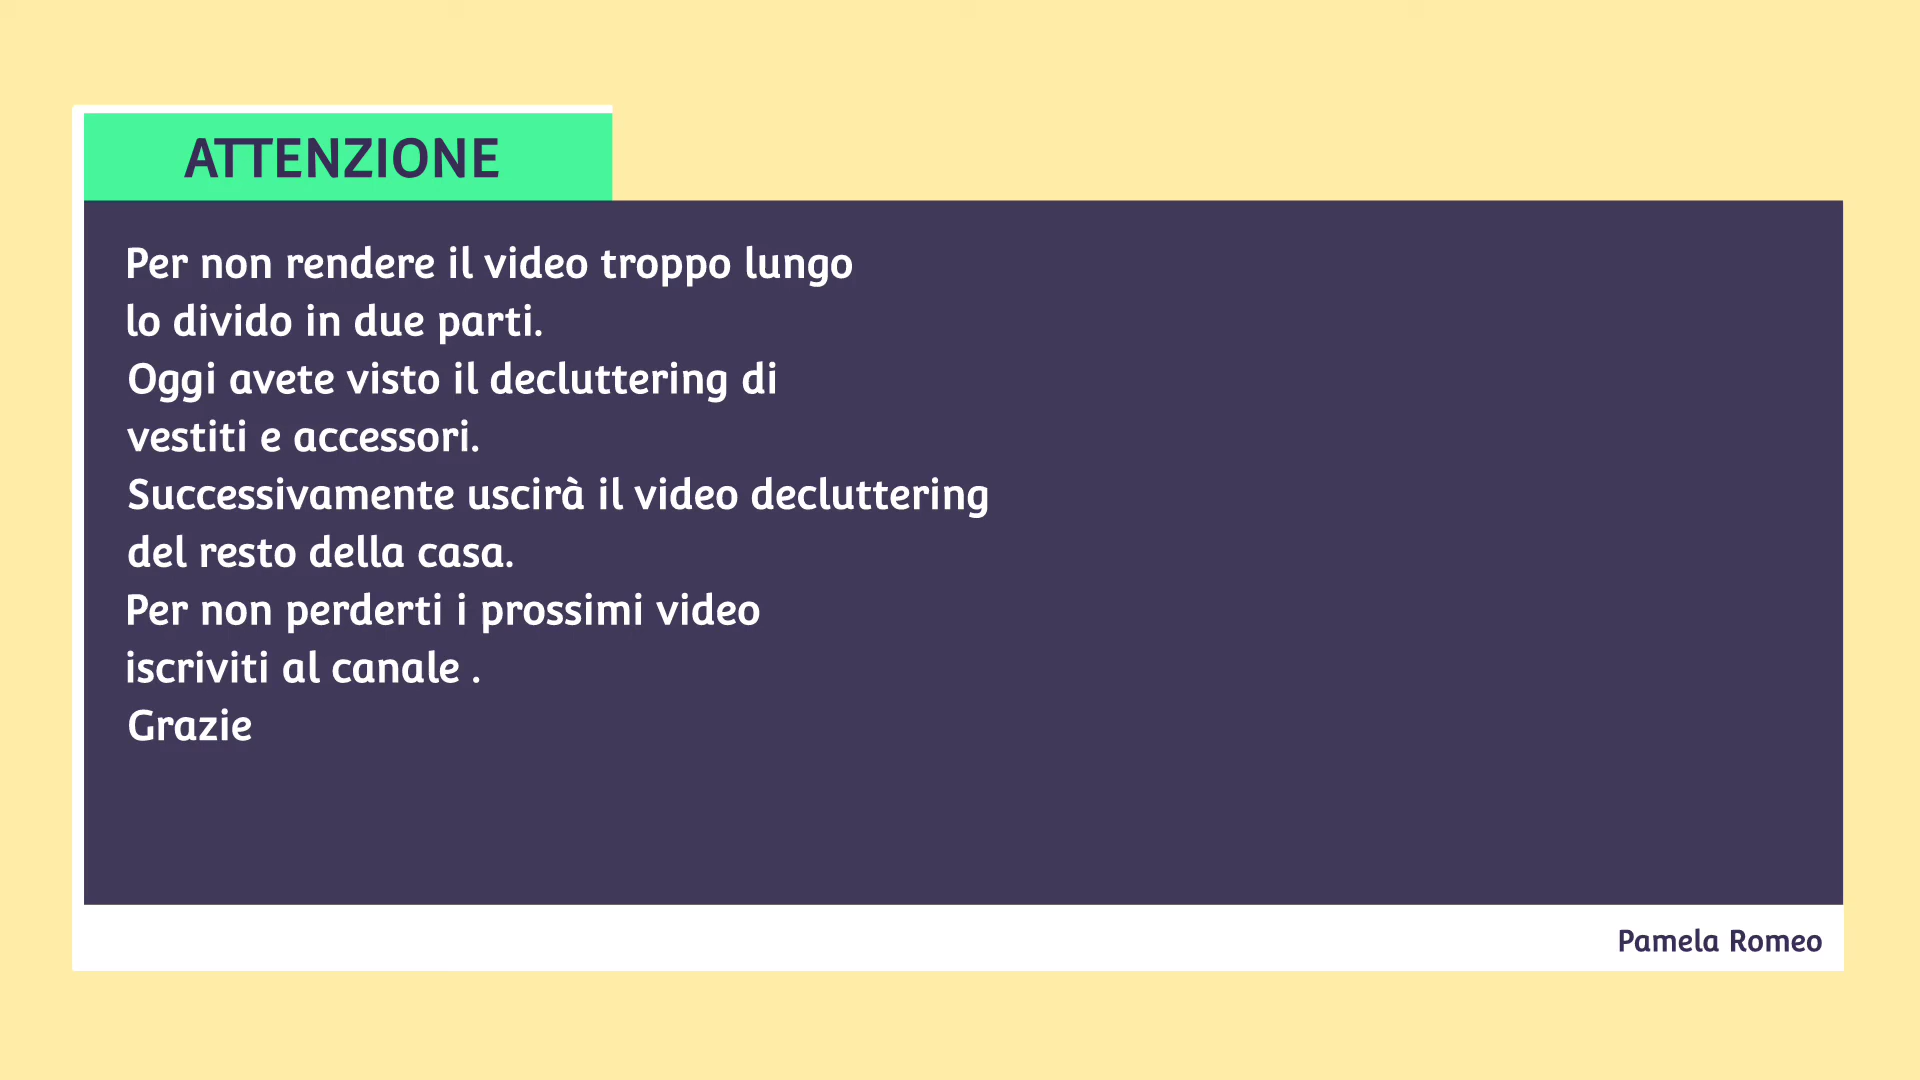 ATTENZIONE
Per non rendere il video troppo lungo
lo divido in due parti.
Oggi avete visto il decluttering di
vestiti e accessori.
Successivamente uscirà il video decluttering
del resto della casa.
Per non perderti i prossimi video
iscriviti al canale .
Grazie
Pamela Romeo